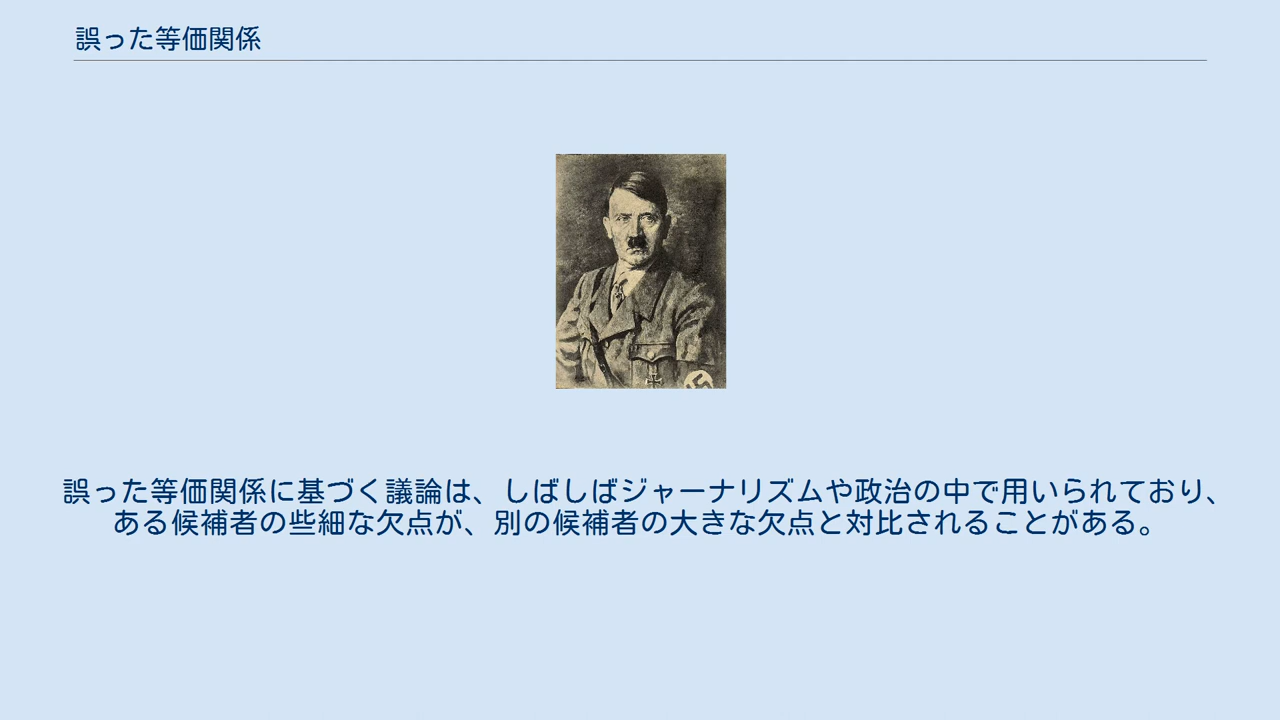 誤った等価関係
誤った等価関係に基づく議論は、しばしばジャーナリズムや政治の中で用いられており、
ある候補者の些細な欠点が、別の候補者の大きな欠点と対比されることがある。